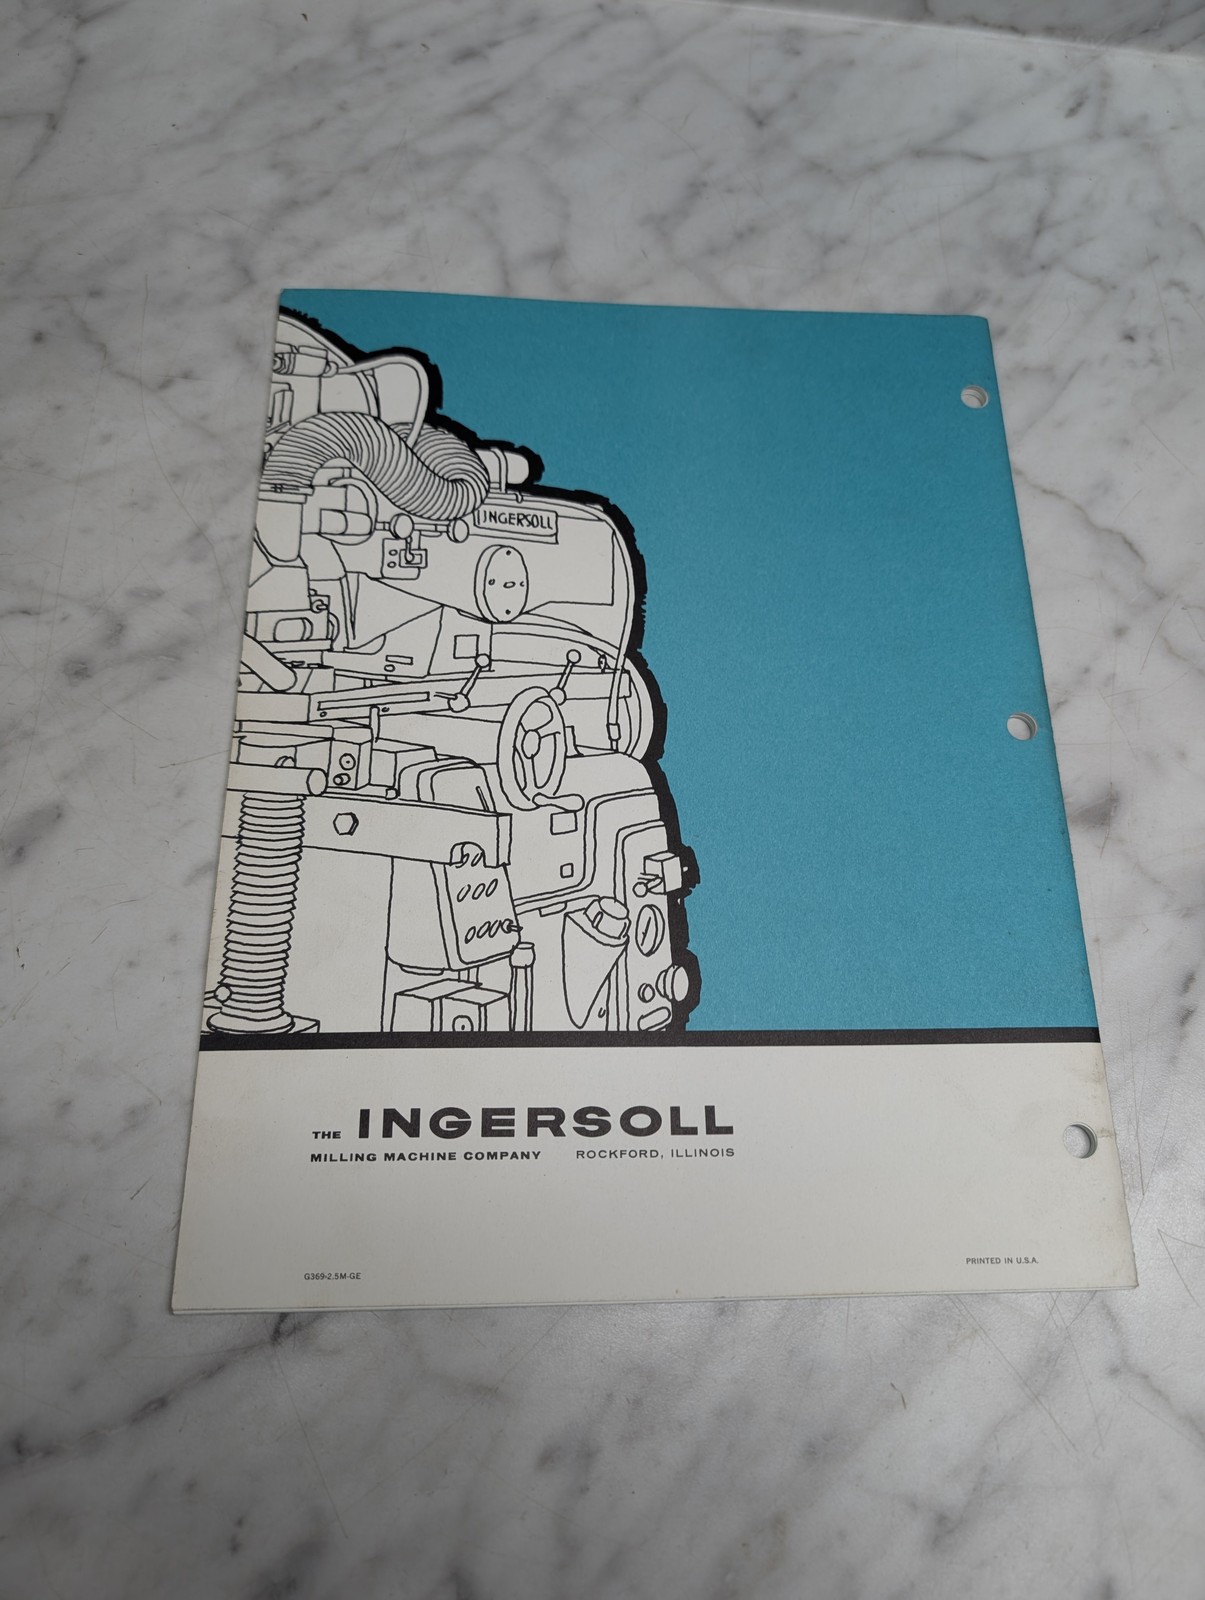 INGERSOLL
THE INGERSOLL
MILLING MACHINE COMPANY ROCKFORD, ILLINOIS
PRINTED IN U.S.A.
G369-2.5M-GE